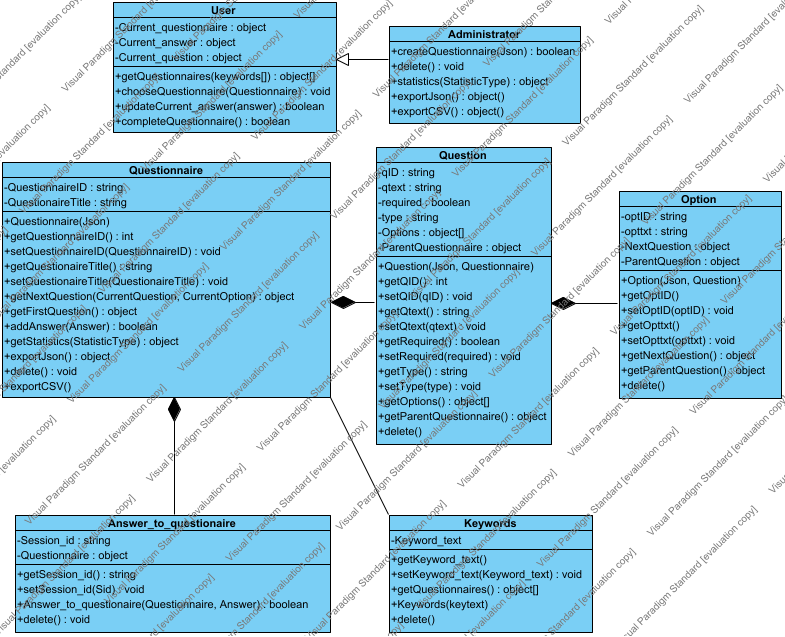 User
-Current_questionnaire : object
-Current_answer : object
-Current_question : object
+getQuestionnaires(keywords[]) : object[]
+chooseQuestionnaire(Questionnaire) : void
+updateCurrent_answer(answer) : boolean
+completeQuestionnaire() : boolean
Administrator
+createQuestionnaire(Json) : boolean
+delete() : void
+statistics(StatisticType) : object
+exportJson() : object()
+exportCSV() : object()
Questionnaire
-QuestionnaireID : string
-QuestionaireTitle : string
+Questionnaire(Json)
+getQuestionnaireID() : int
+setQuestionnaireID(QuestionnaireID) : void
+getQuestionaireTitle() : string
+setQuestionaireTitle(QuestionaireTitle) : void
+getNextQuestion(CurrentQuestion, CurrentOption) : object
+getFirstQuestion() : object
+addAnswer(Answer) : boolean
+getStatistics(StatisticType) : object
+exportJson() : object
+delete() : void
+exportCSV()
Question
-qID : string
-qtext : string
-required : boolean
-type : string
-Options : object[]
-ParentQuestionnaire : object
+Question(Json, Questionnaire)
+getQID() : int
+setQID(qID) : void
+getQtext() : string
+setQtext(qtext) : void
+getRequired() : boolean
+setRequired(required) : void
+getType() : string
+setType(type) : void
+getOptions() : object[]
+getParentQuestionnaire() : object
+delete()
Option
-optID : string
-opttxt : string
-NextQuestion : object
-ParentQuestion : object
+Option(Json, Question)
+getOptID()
+setOptID(optID) : void
+getOpttxt()
+setOpttxt(opttxt) : void
+getNextQuestion() : object
+getParentQuestion() : object
+delete()
Answer_to_questionaire
-Session_id : string
-Questionnaire : object
+getSession_id() : string
+setSession_id(Sid) : void
+Answer_to_questionaire(Questionnaire, Answer) : boolean
+delete() : void
Keywords
-Keyword_text
+getKeyword_text()
+setKeyword_text(Keyword_text) : void
+getQuestionnaires() : object[]
+Keywords(keytext)
+delete()
Visual Paradigm Standard [evaluation copy]